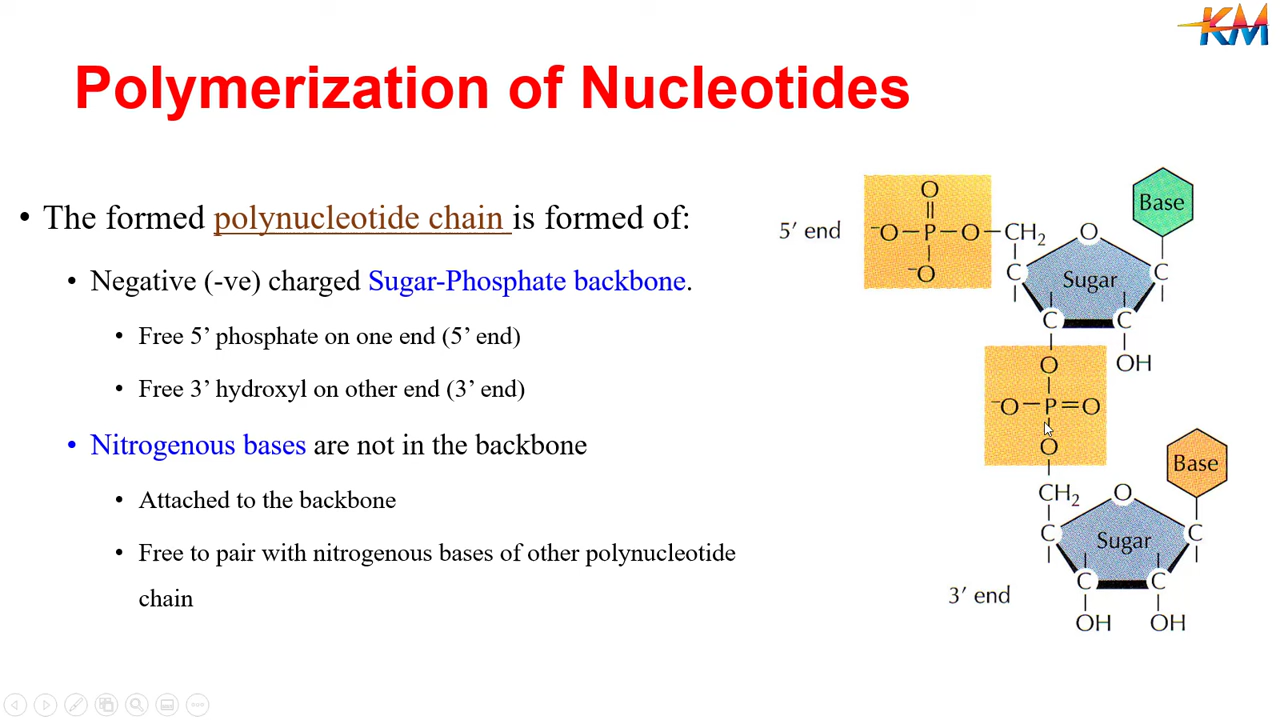 KM
Polymerization of Nucleotides
• The formed polynucleotide chain is formed of:
• Negative (-ve) charged Sugar-Phosphate backbone.
• Free 5’ phosphate on one end (5’ end)
• Free 3’ hydroxyl on other end (3’ end)
• Nitrogenous bases are not in the backbone
• Attached to the backbone
• Free to pair with nitrogenous bases of other polynucleotide
chain
O
Base
5′ end
⁻O–P–O–CH₂
O
⁻O
C
Sugar
C
C
C
O
OH
⁻O–P=O
O
Base
CH₂
O
C
Sugar
C
C
C
3′ end
OH
OH